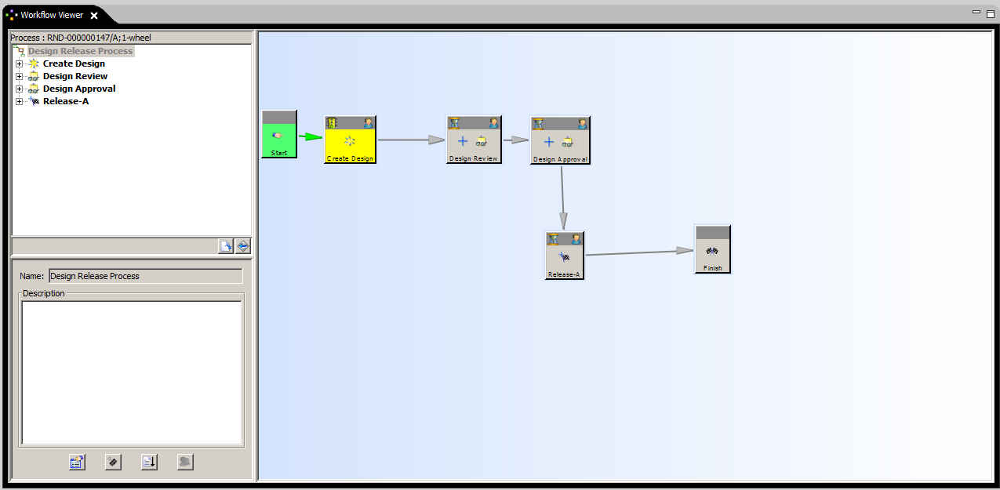 Workflow Viewer
Process : RND-000000147/A;1-wheel
Design Release Process
Create Design
Design Review
Design Approval
Release-A
Start
Create Design
Design Review
Design Approval
Release-A
Finish
Name: Design Release Process
Description